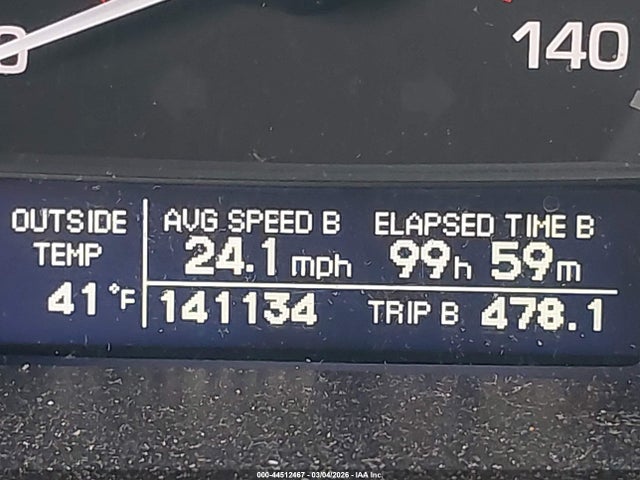 0
140
OUTSIDE
TEMP
41°F
AVG SPEED B
24.1 mph
ELAPSED TIME B
99h 59m
141134
TRIP B 478.1
000-44512467 - 03/04/2026 - IAA Inc.